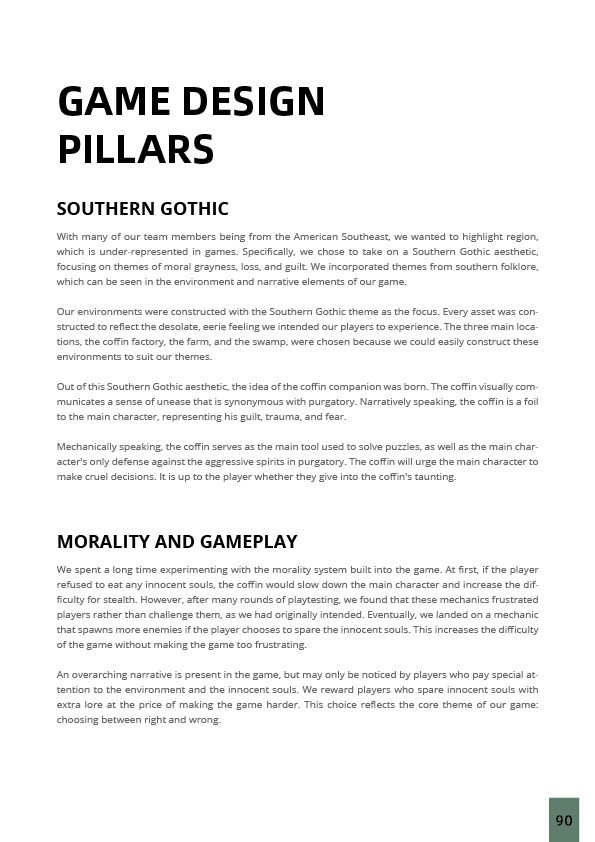 GAME DESIGN
PILLARS
SOUTHERN GOTHIC
With many of our team members being from the American Southeast, we wanted to highlight region,
which is under-represented in games. Specifically, we chose to take on a Southern Gothic aesthetic,
focusing on themes of moral grayness, loss, and guilt. We incorporated themes from southern folklore,
which can be seen in the environment and narrative elements of our game.
Our environments were constructed with the Southern Gothic theme as the focus. Every asset was con-
structed to reflect the desolate, eerie feeling we intended our players to experience. The three main loca-
tions, the coffin factory, the farm, and the swamp, were chosen because we could easily construct these
environments to suit our themes.
Out of this Southern Gothic aesthetic, the idea of the coffin companion was born. The coffin visually com-
municates a sense of unease that is synonymous with purgatory. Narratively speaking, the coffin is a foil
to the main character, representing his guilt, trauma, and fear.
Mechanically speaking, the coffin serves as the main tool used to solve puzzles, as well as the main char-
acter's only defense against the aggressive spirits in purgatory. The coffin will urge the main character to
make cruel decisions. It is up to the player whether they give into the coffin's taunting.
MORALITY AND GAMEPLAY
We spent a long time experimenting with the morality system built into the game. At first, if the player
refused to eat any innocent souls, the coffin would slow down the main character and increase the dif-
ficulty for stealth. However, after many rounds of playtesting, we found that these mechanics frustrated
players rather than challenge them, as we had originally intended. Eventually, we landed on a mechanic
that spawns more enemies if the player chooses to spare the innocent souls. This increases the difficulty
of the game without making the game too frustrating.
An overarching narrative is present in the game, but may only be noticed by players who pay special at-
tention to the environment and the innocent souls. We reward players who spare innocent souls with
extra lore at the price of making the game harder. This choice reflects the core theme of our game:
choosing between right and wrong.
90